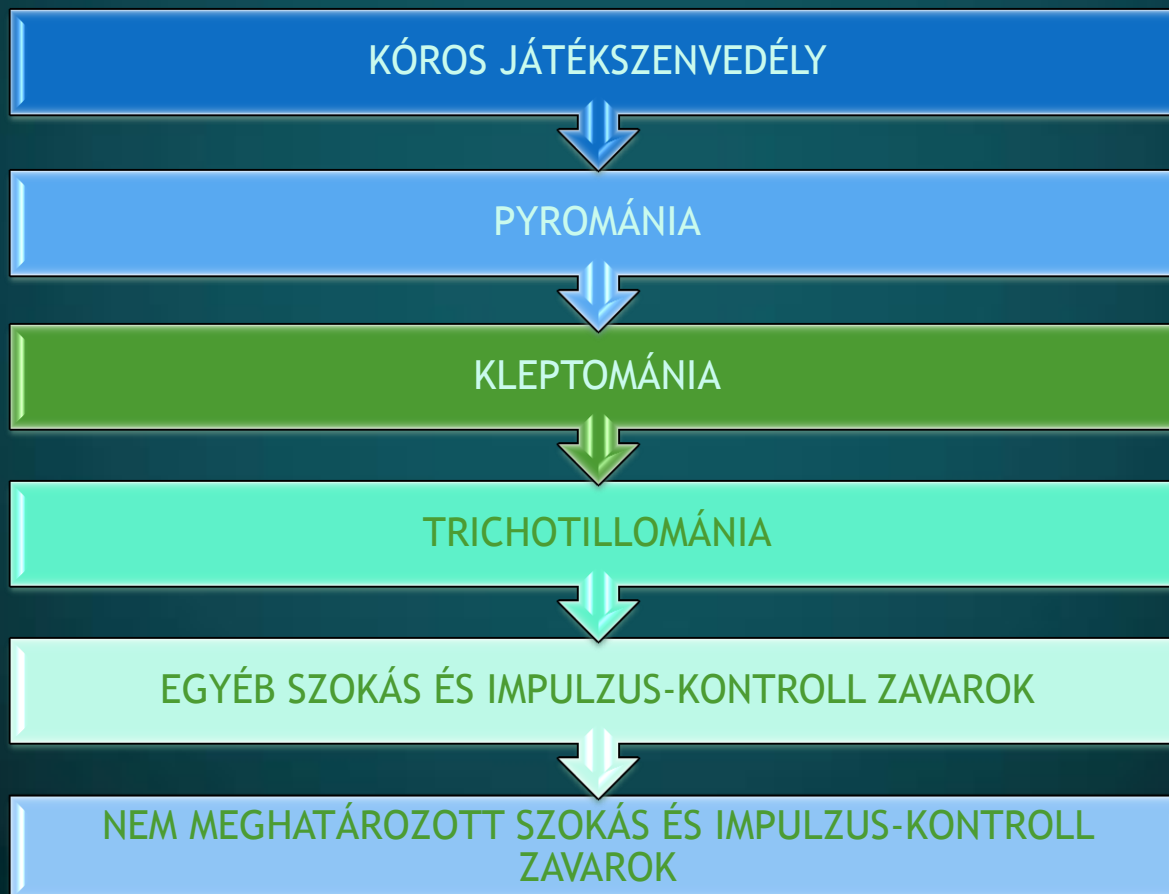 KÓROS JÁTÉKSZENVEDÉLY
PYROMÁNIA
KLEPTOMÁNIA
TRICHOTILLOMÁNIA
EGYÉB SZOKÁS ÉS IMPULZUS-KONTROLL ZAVAROK
NEM MEGHATÁROZOTT SZOKÁS ÉS IMPULZUS-KONTROLL
ZAVAROK